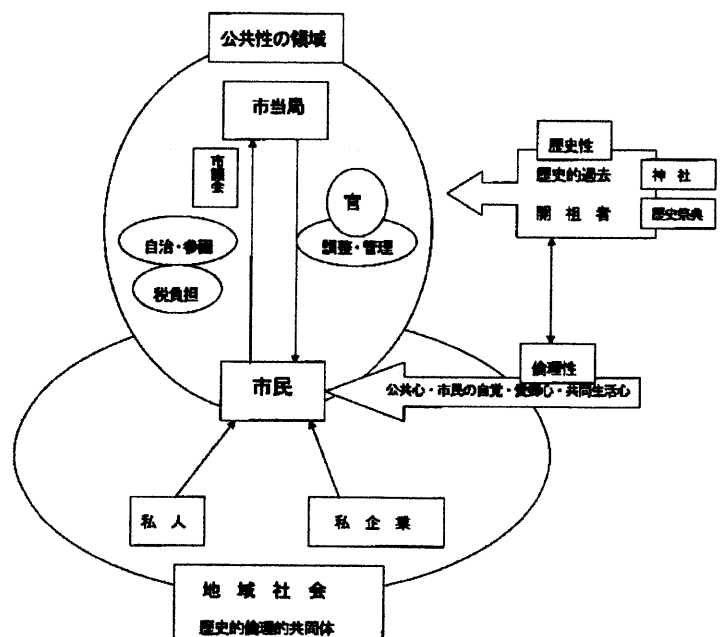 公共性の領域
市当局
市議会
官
自治・参画
調整・管理
税負担
歴史性
歴史的過去
神 社
開 祖 者
歴史祭典
倫理性
市民
公共心・市民の自覚・愛郷心・共同生活心
私 人
私 企 業
地 域 社 会
歴史的倫理的共同体